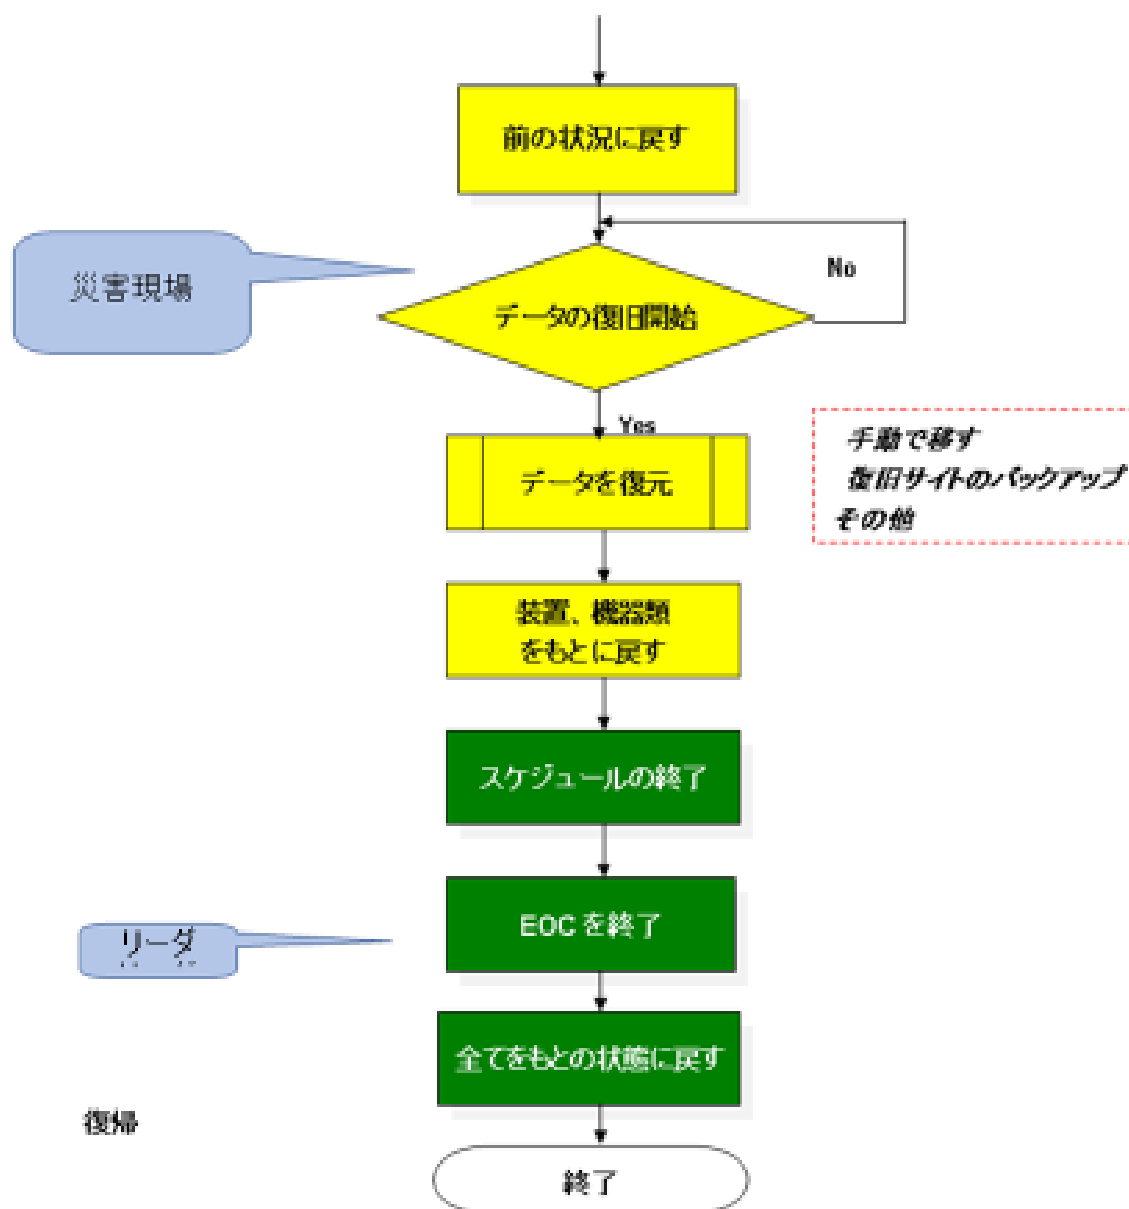 前の状況に戻す
災害現場
No
データの復旧開始
Yes
手動で移す
復旧サイトのバックアップ
その他
データを復元
装置、機器類
をもとに戻す
スケジュールの終了
EOC を終了
リーダ
全てをもとの状態に戻す
復帰
終了